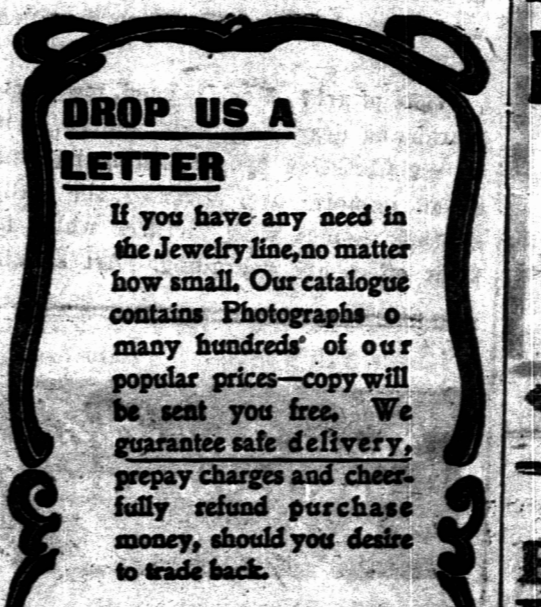 DROP US A
LETTER
If you have any need in
the Jewelry line, no matter
how small. Our catalogue
contains Photographs o
many hundreds of our
popular prices—copy will
be sent you free. We
guarantee safe delivery,
prepay charges and cheer-
fully refund purchase
money, should you desire
to trade back.